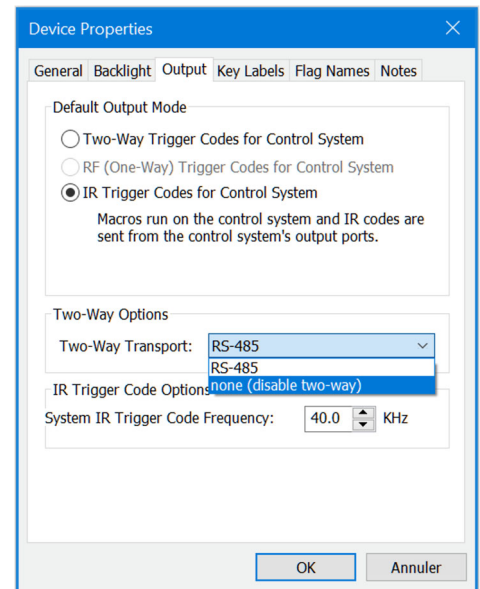 Device Properties
General Backlight Output Key Labels Flag Names Notes
Default Output Mode
Two-Way Trigger Codes for Control System
RF (One-Way) Trigger Codes for Control System
IR Trigger Codes for Control System
Macros run on the control system and IR codes are
sent from the control system's output ports.
Two-Way Options
Two-Way Transport: RS-485
RS-485
none (disable two-way)
IR Trigger Code Options
System IR Trigger Code Frequency: 40.0 KHz
OK Annuler